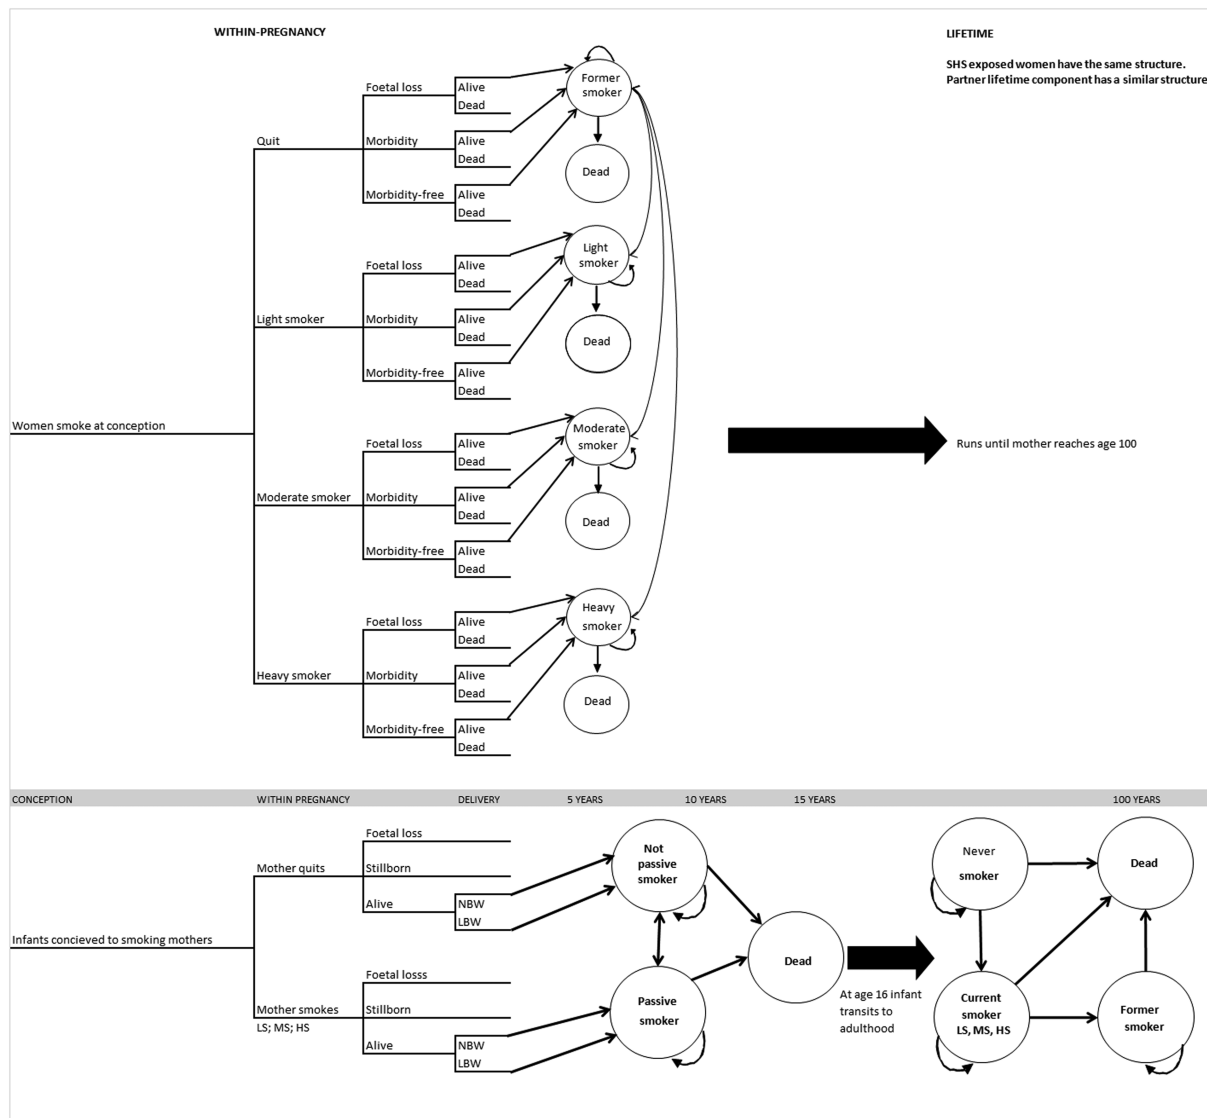 WITHIN-PREGNANCY
LIFETIME
SHS exposed women have the same structure.
Partner lifetime component has a similar structure
Quit
Foetal loss
Alive
Dead
Morbidity
Alive
Dead
Morbidity-free
Alive
Dead
Former
smoker
Dead
Light smoker
Foetal loss
Alive
Dead
Morbidity
Alive
Dead
Morbidity-free
Alive
Dead
Light
smoker
Dead
Women smoke at conception
Moderate smoker
Foetal loss
Alive
Dead
Morbidity
Alive
Dead
Morbidity-free
Alive
Dead
Moderate
smoker
Dead
Runs until mother reaches age 100
Heavy smoker
Foetal loss
Alive
Dead
Morbidity
Alive
Dead
Morbidity-free
Alive
Dead
Heavy
smoker
Dead
CONCEPTION WITHIN PREGNANCY DELIVERY 5 YEARS 10 YEARS 15 YEARS 100 YEARS
Infants concieved to smoking mothers
Mother quits
Foetal loss
Stillborn
Alive
NBW
LBW
Mother smokes
LS; MS; HS
Foetal losss
Stillborn
Alive
NBW
LBW
Not
passive
smoker
Passive
smoker
Dead
At age 16 infant
transits to
adulthood
Never
smoker
Dead
Current
smoker
LS, MS, HS
Former
smoker